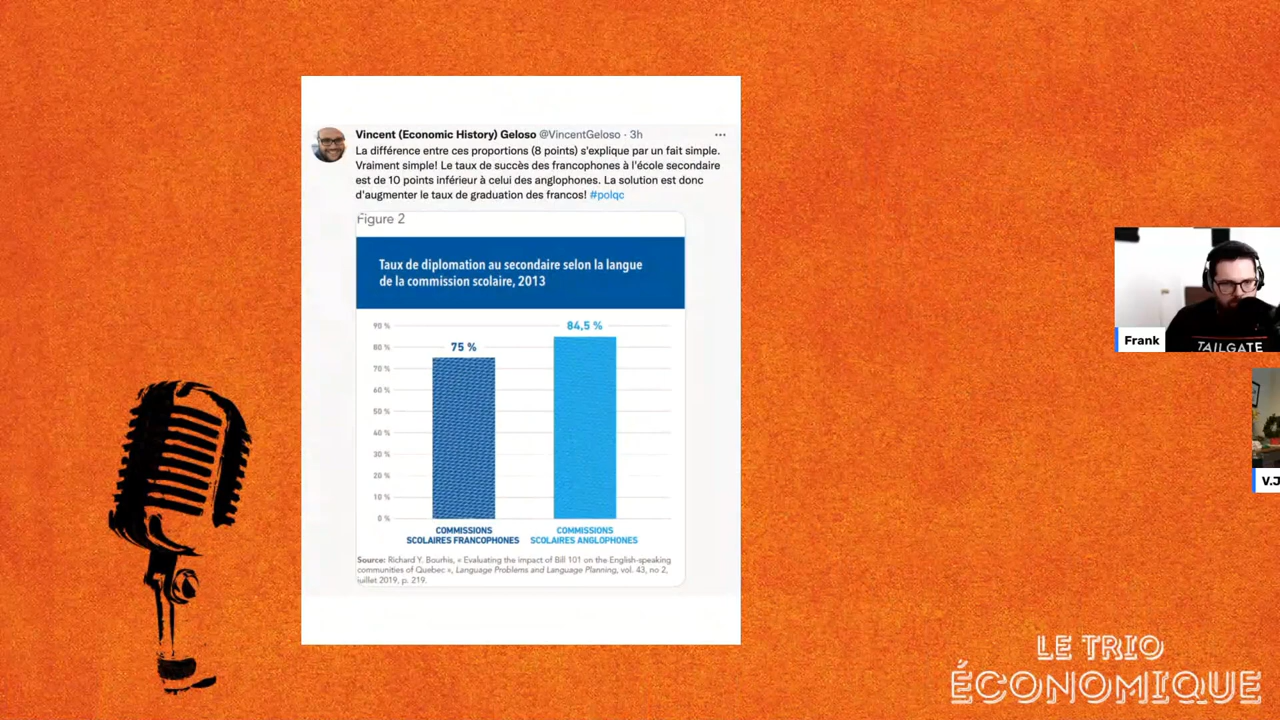 Vincent (Economic History) Geloso @VincentGeloso · 3h
La différence entre ces proportions (8 points) s'explique par un fait simple.
Vraiment simple! Le taux de succès des francophones à l'école secondaire
est de 10 points inférieur à celui des anglophones. La solution est donc
d'augmenter le taux de graduation des francos! #polqc
Figure 2
Taux de diplomation au secondaire selon la langue
de la commission scolaire, 2013
90 %
80 %
70 %
60 %
50 %
40 %
30 %
20 %
10 %
0 %
75 %
84,5 %
COMMISSIONS
SCOLAIRES FRANCOPHONES
COMMISSIONS
SCOLAIRES ANGLOPHONES
Source: Richard Y. Bourhis, « Evaluating the impact of Bill 101 on the English-speaking
communities of Quebec », Language Problems and Language Planning, vol. 43, no 2,
juillet 2019, p. 219.
Frank
TAILGATE
V.J
LE TRIO
ÉCONOMIQUE